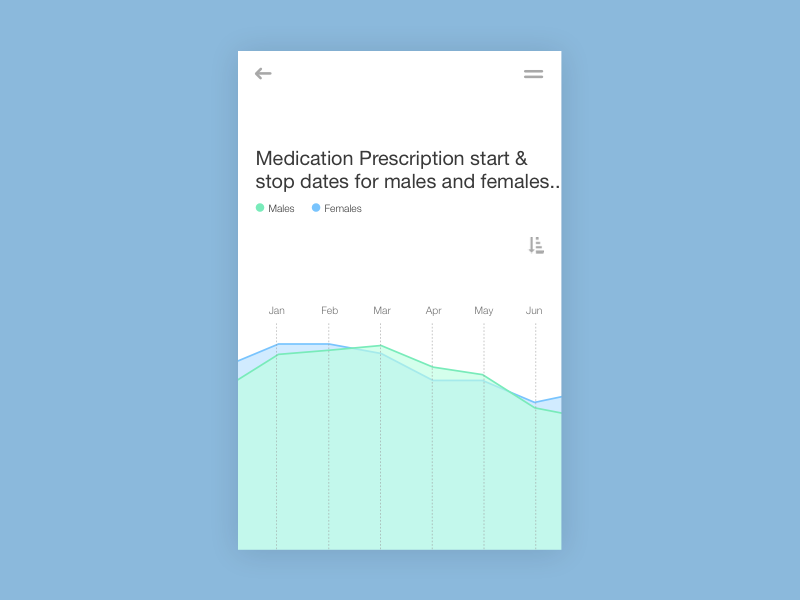 Medication Prescription start &
stop dates for males and females..
Males Females
Jan Feb Mar Apr May Jun